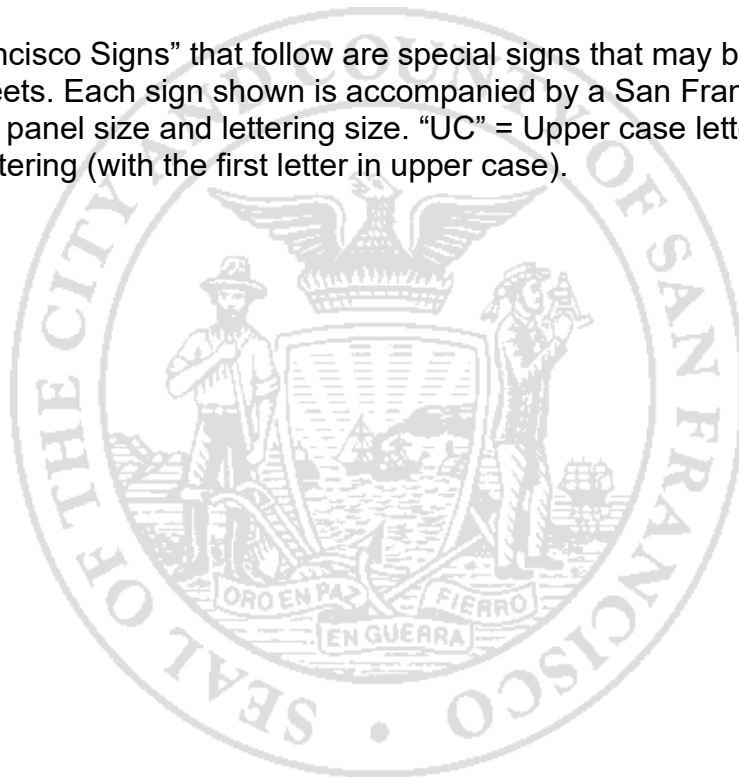 ncisco Signs” that follow are special signs that may b
eets. Each sign shown is accompanied by a San Fran
panel size and lettering size. “UC” = Upper case lette
tering (with the first letter in upper case).
SEAL OF THE CITY AND COUNTY OF SAN FRANCISCO
ORO EN PAZ
FIERRO
EN GUERRA